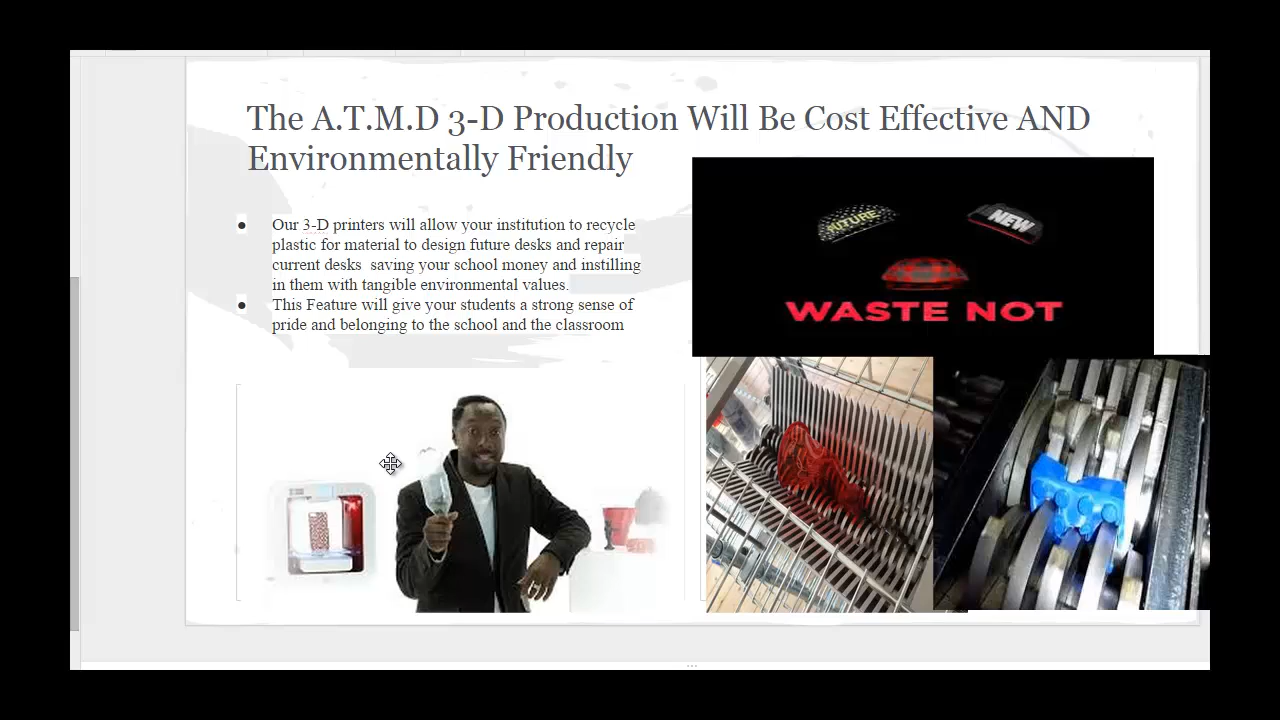 The A.T.M.D 3-D Production Will Be Cost Effective AND
Environmentally Friendly
● Our 3-D printers will allow your institution to recycle
plastic for material to design future desks and repair
current desks saving your school money and instilling
in them with tangible environmental values.
● This Feature will give your students a strong sense of
pride and belonging to the school and the classroom
FUTURE
NEW
WASTE NOT